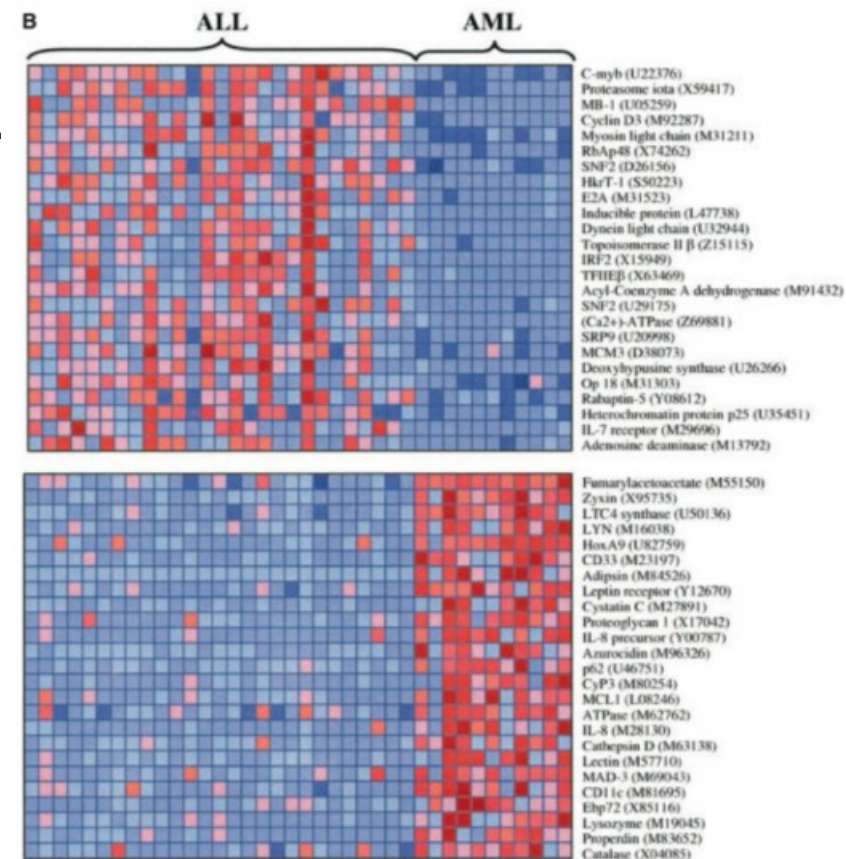 B
ALL AML
C-myb (U22376)
Proteasome iota (X59417)
MB-1 (U05259)
Cyclin D3 (M92287)
Myosin light chain (M31211)
RbAp48 (X74262)
SNF2 (D26156)
HkrT-1 (S50223)
E2A (M31523)
Inducible protein (L47738)
Dynein light chain (U32944)
Topoisomerase II β (Z15115)
IRF2 (X15949)
TFIIEβ (X63469)
Acyl-Coenzyme A dehydrogenase (M91432)
SNF2 (U29175)
(Ca2+)-ATPase (Z69881)
SRP9 (U20998)
MCM3 (D38073)
Deoxyhypusine synthase (U26266)
Op 18 (M31303)
Rabaptin-5 (Y08612)
Heterochromatin protein p25 (U35451)
IL-7 receptor (M29696)
Adenosine deaminase (M13792)
Fumarylacetoacetate (M55150)
Zyxin (X95735)
LTC4 synthase (U50136)
LYN (M16038)
HoxA9 (U82759)
CD33 (M23197)
Adipsin (M84526)
Leptin receptor (Y12670)
Cystatin C (M27891)
Proteoglycan 1 (X17042)
IL-8 precursor (Y00787)
Azurocidin (M96326)
p62 (U46751)
CyP3 (M80254)
MCL1 (L08246)
ATPase (M62762)
IL-8 (M28130)
Cathepsin D (M63138)
Lectin (M57710)
MAD-3 (M69043)
CD11c (M81695)
Ebp72 (X85116)
Lysozyme (M19045)
Properdin (M83652)
Catalase (X04085)